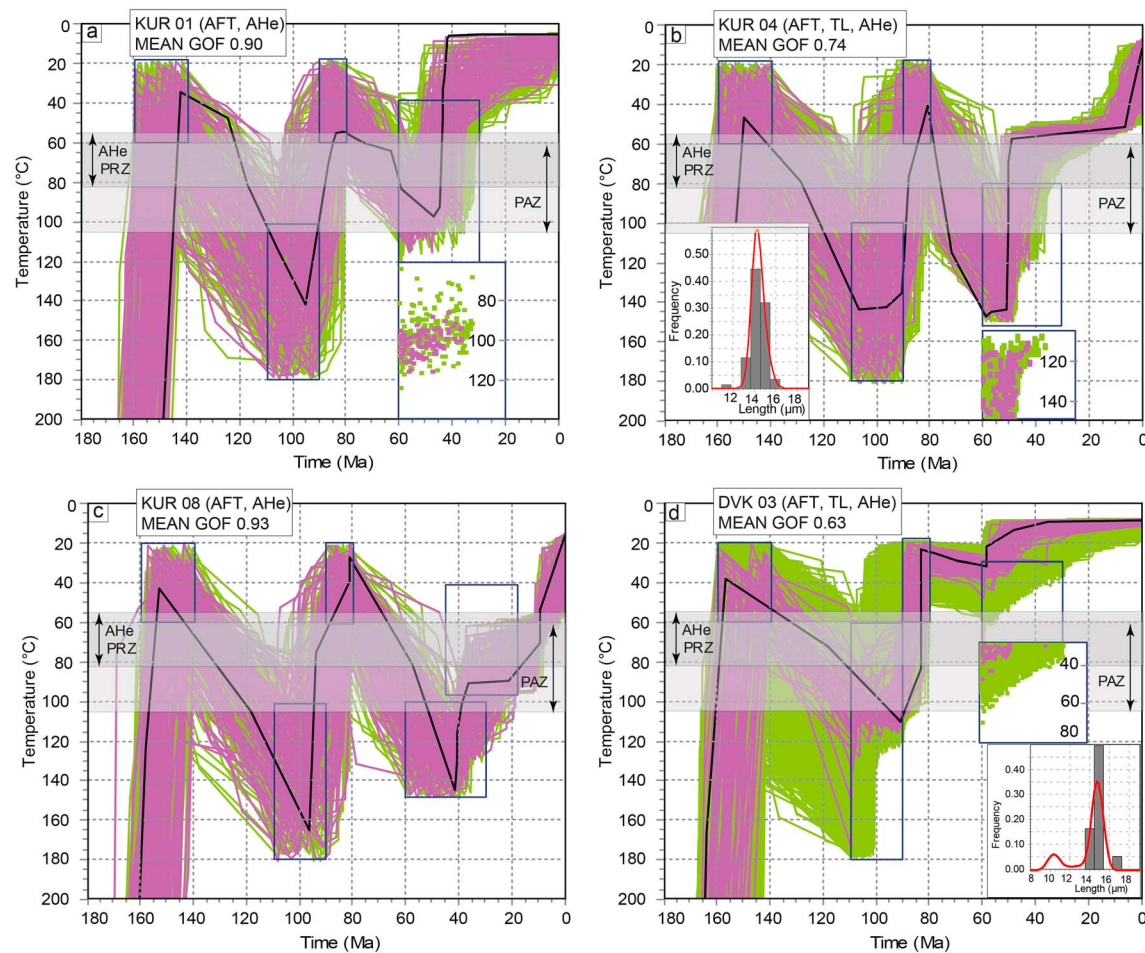 a
KUR 01 (AFT, AHe)
MEAN GOF 0.90
0
20
40
60
80
100
120
140
160
180
200
Temperature (°C)
AHe
PRZ
PAZ
80
100
120
180 160 140 120 100 80 60 40 20 0
Time (Ma)
b
KUR 04 (AFT, TL, AHe)
MEAN GOF 0.74
0
20
40
60
80
100
120
140
160
180
200
Temperature (°C)
AHe
PRZ
PAZ
Frequency
0.50
0.40
0.30
0.20
0.10
0.00
12 14 16 18
Length (µm)
120
140
180 160 140 120 100 80 60 40 20 0
Time (Ma)
c
KUR 08 (AFT, AHe)
MEAN GOF 0.93
0
20
40
60
80
100
120
140
160
180
200
Temperature (°C)
AHe
PRZ
PAZ
180 160 140 120 100 80 60 40 20 0
Time (Ma)
d
DVK 03 (AFT, TL, AHe)
MEAN GOF 0.63
0
20
40
60
80
100
120
140
160
180
200
Temperature (°C)
AHe
PRZ
PAZ
40
60
80
Frequency
0.40
0.30
0.20
0.10
0.00
8 10 12 14 16 18
Length (µm)
180 160 140 120 100 80 60 40 20 0
Time (Ma)